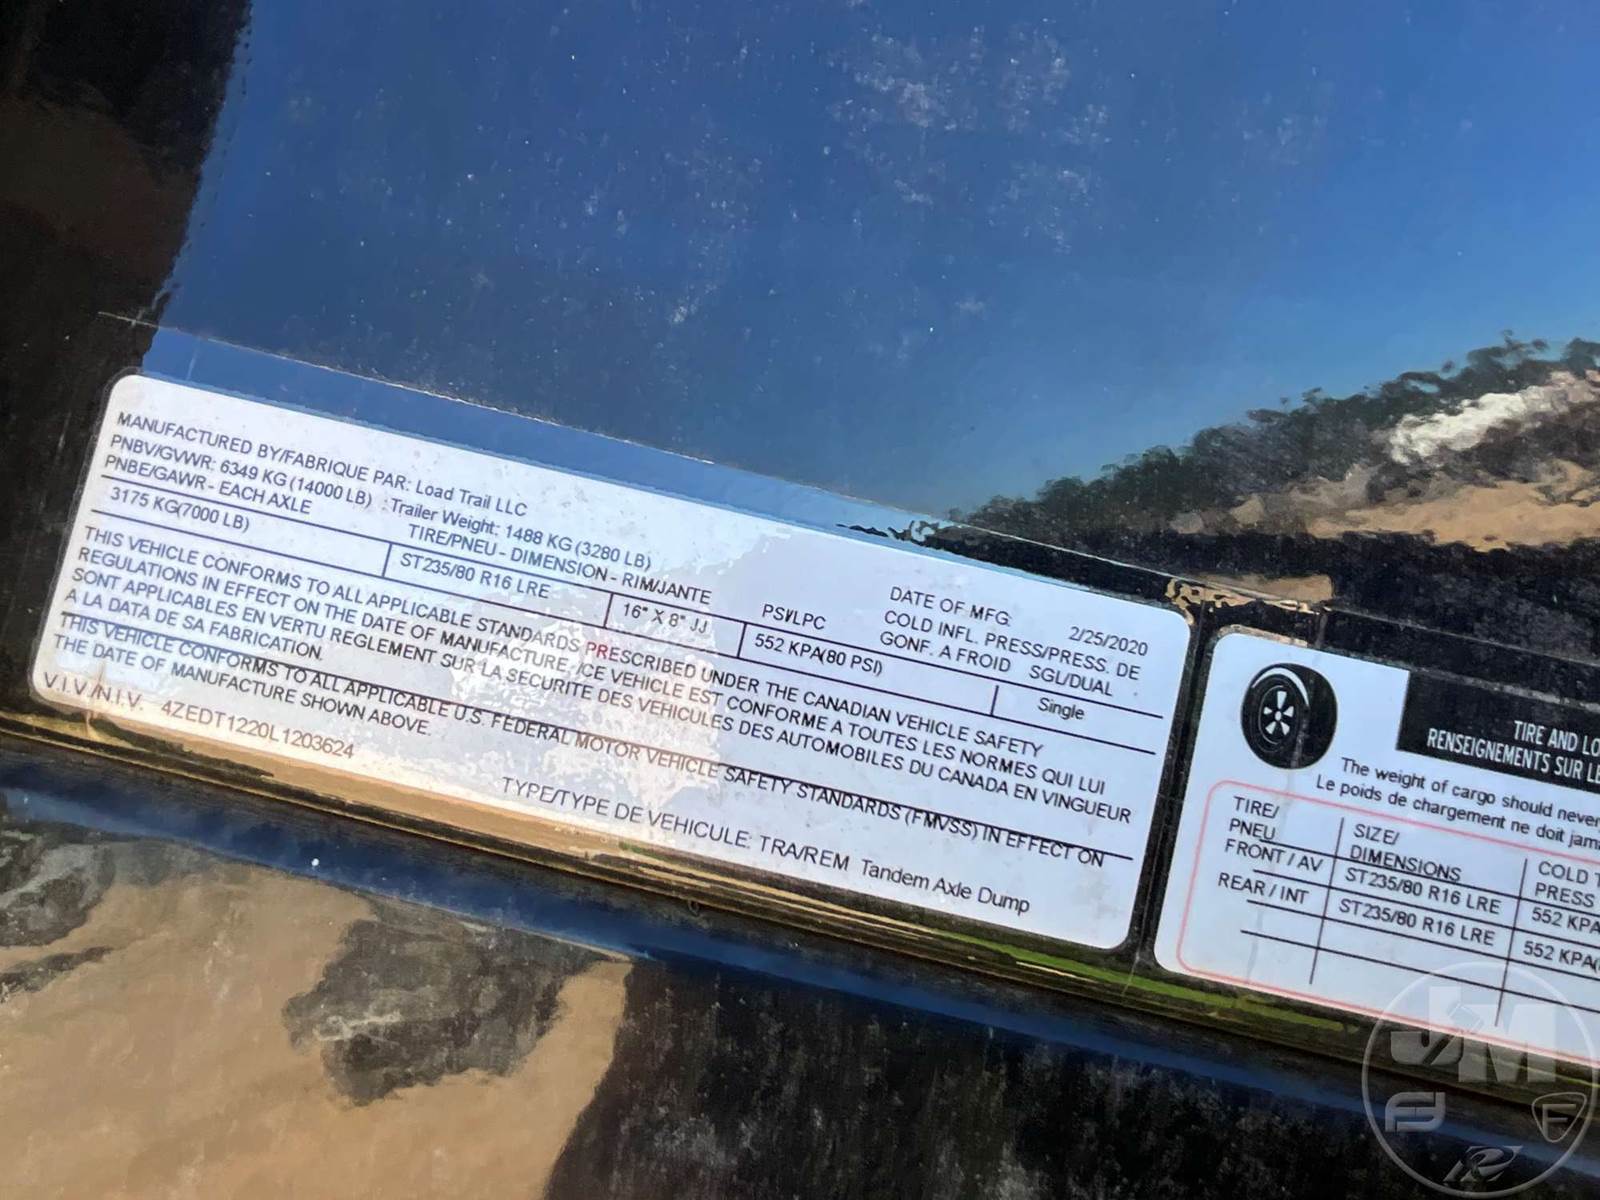 MANUFACTURED BY/FABRIQUE PAR: Load Trail LLC
PNBV/GVWR: 6349 KG (14000 LB) :Trailer Weight: 1488 KG (3280 LB)
DATE OF MFG: 2/25/2020
PNBE/GAWR - EACH AXLE TIRE/PNEU - DIMENSION - RIM/JANTE PSI/LPC
COLD INFL. PRESS/PRESS. DE
GONF. A FROID SGL/DUAL
3175 KG(7000 LB) ST235/80 R16 LRE 16" X 8" JJ 552 KPA(80 PSI) Single
THIS VEHICLE CONFORMS TO ALL APPLICABLE STANDARDS PRESCRIBED UNDER THE CANADIAN VEHICLE SAFETY
REGULATIONS IN EFFECT ON THE DATE OF MANUFACTURE. /CE VEHICLE EST CONFORME A TOUTES LES NORMES QUI LUI
SONT APPLICABLES EN VERTU REGLEMENT SUR LA SECURITE DES VEHICULES DES AUTOMOBILES DU CANADA EN VINGUEUR
A LA DATA DE SA FABRICATION.
THIS VEHICLE CONFORMS TO ALL APPLICABLE U.S. FEDERAL MOTOR VEHICLE SAFETY STANDARDS (FMVSS) IN EFFECT ON
THE DATE OF MANUFACTURE SHOWN ABOVE.
V.I.V./N.I.V. 4ZEDT1220L1203624
TYPE/TYPE DE VEHICULE: TRA/REM Tandem Axle Dump
TIRE AND LO
RENSEIGNEMENTS SUR LE
The weight of cargo should never
Le poids de chargement ne doit jama
TIRE/
PNEU
SIZE/
DIMENSIONS
COLD T
PRESS
FRONT / AV ST235/80 R16 LRE 552 KPA
REAR / INT ST235/80 R16 LRE 552 KPA(
JM